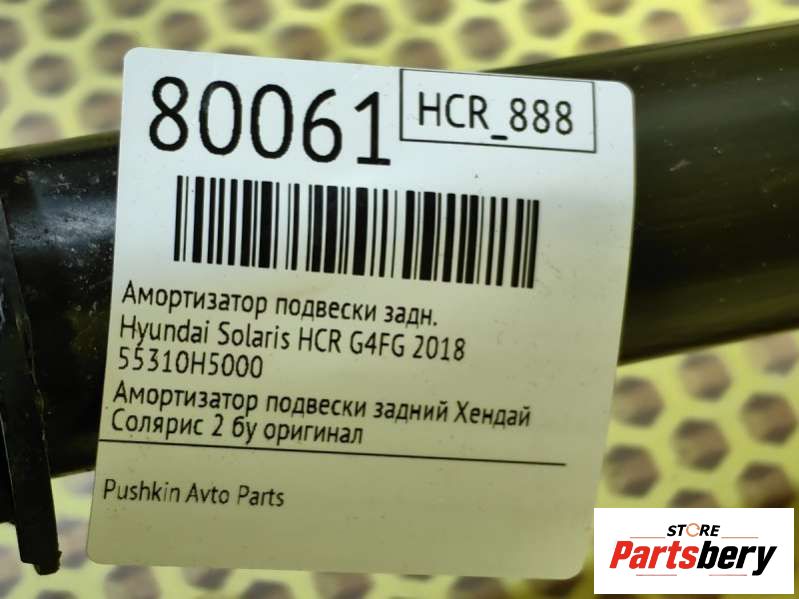 80061
HCR_888
Амортизатор подвески задн.
Hyundai Solaris HCR G4FG 2018
55310H5000
Амортизатор подвески задний Хендай
Солярис 2 бу оригинал
Pushkin Avto Parts
STORE
Partsbery